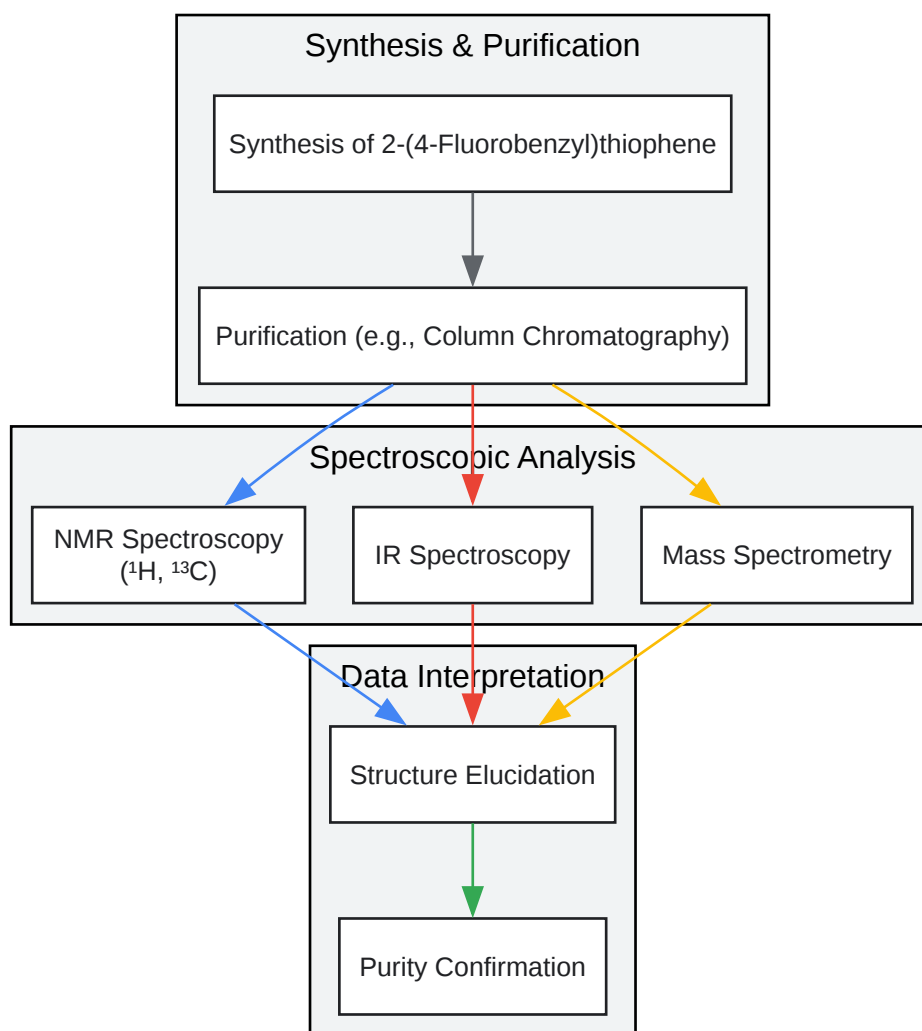 Synthesis & Purification
Synthesis of 2-(4-Fluorobenzyl)thiophene
Purification (e.g., Column Chromatography)
Spectroscopic Analysis
NMR Spectroscopy
(¹H, ¹³C)
IR Spectroscopy
Mass Spectrometry
Data Interpretation
Structure Elucidation
Purity Confirmation